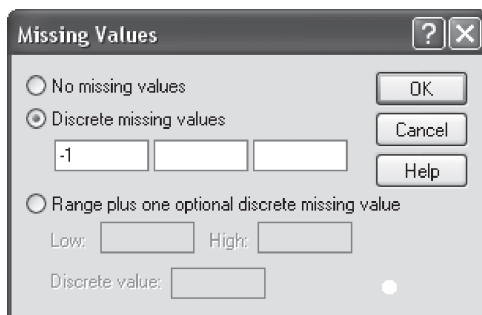 Missing Values
No missing values
OK
Discrete missing values
Cancel
-1
Help
Range plus one optional discrete missing value
Low: High:
Discrete value: